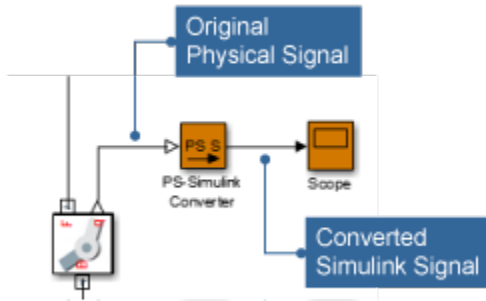 Original
Physical Signal
PS S
PS-Simulink
Converter
Scope
Converted
Simulink Signal